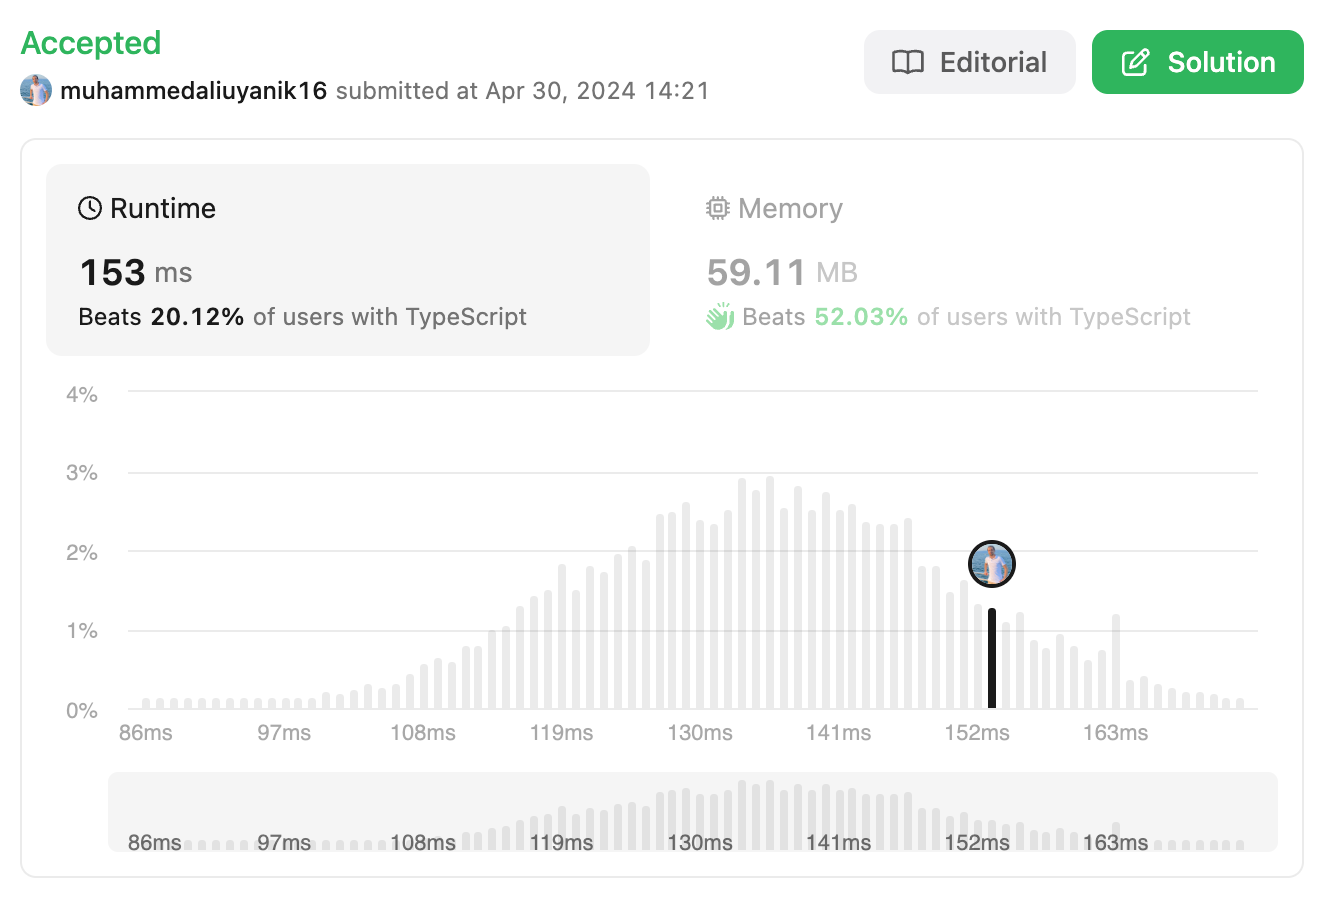 Accepted
muhammedaliuyanik16 submitted at Apr 30, 2024 14:21
Editorial
Solution
Runtime
153 ms
Beats 20.12% of users with TypeScript
Memory
59.11 MB
Beats 52.03% of users with TypeScript
4%
3%
2%
1%
0%
86ms 97ms 108ms 119ms 130ms 141ms 152ms 163ms
86ms 97ms 108ms 119ms 130ms 141ms 152ms 163ms